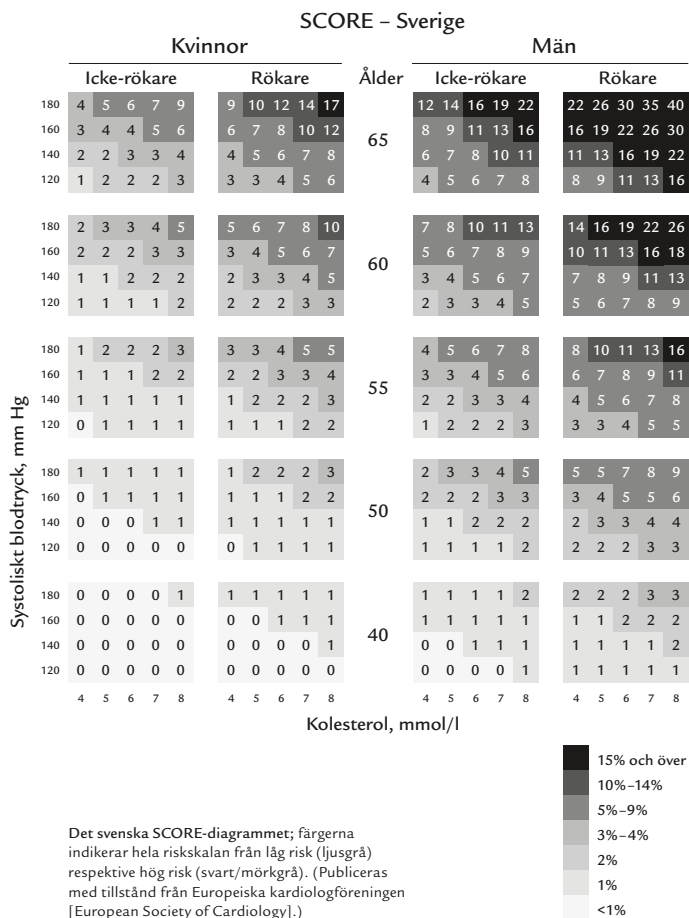 SCORE – Sverige
Kvinnor Män
Icke-rökare Rökare Ålder Icke-rökare Rökare
180 4 5 6 7 9 9 10 12 14 17 12 14 16 19 22 22 26 30 35 40
160 3 4 4 5 6 6 7 8 10 12 8 9 11 13 16 16 19 22 26 30
65
140 2 2 3 3 4 4 5 6 7 8 6 7 8 10 11 11 13 16 19 22
120 1 2 2 2 3 3 3 4 5 6 4 5 6 7 8 8 9 11 13 16
180 2 3 3 4 5 5 6 7 8 10 7 8 10 11 13 14 16 19 22 26
160 2 2 2 3 3 3 4 5 6 7 5 6 7 8 9 10 11 13 16 18
60
140 1 1 2 2 2 2 3 3 4 5 3 4 5 6 7 7 8 9 11 13
120 1 1 1 1 2 2 2 2 3 3 2 3 3 4 5 5 6 7 8 9
180 1 2 2 2 3 3 3 4 5 5 4 5 6 7 8 8 10 11 13 16
160 1 1 1 2 2 2 2 3 3 4 3 3 4 5 6 6 7 8 9 11
55
140 1 1 1 1 1 1 2 2 2 3 2 2 3 3 4 4 5 6 7 8
120 0 1 1 1 1 1 1 1 2 2 1 2 2 2 3 3 3 4 5 5
180 1 1 1 1 1 1 2 2 2 3 2 3 3 4 5 5 5 7 8 9
160 0 1 1 1 1 1 1 1 2 2 2 2 2 3 3 3 4 5 5 6
50
140 0 0 0 1 1 1 1 1 1 1 1 1 2 2 2 2 3 3 4 4
120 0 0 0 0 0 0 1 1 1 1 1 1 1 1 2 2 2 2 3 3
180 0 0 0 0 1 1 1 1 1 1 1 1 1 1 2 2 2 2 3 3
160 0 0 0 0 0 0 0 1 1 1 1 1 1 1 1 1 1 2 2 2
40
140 0 0 0 0 0 0 0 0 0 1 0 0 1 1 1 1 1 1 1 2
120 0 0 0 0 0 0 0 0 0 0 0 0 0 0 1 1 1 1 1 1
4 5 6 7 8 4 5 6 7 8 4 5 6 7 8 4 5 6 7 8
Systoliskt blodtryck, mm Hg
Kolesterol, mmol/l
15% och över
10%–14%
5%–9%
3%–4%
2%
1%
<1%
Det svenska SCORE-diagrammet; färgerna
indikerar hela riskskalan från låg risk (ljusgrå)
respektive hög risk (svart/mörkgrå). (Publiceras
med tillstånd från Europeiska kardiologföreningen
[European Society of Cardiology].)